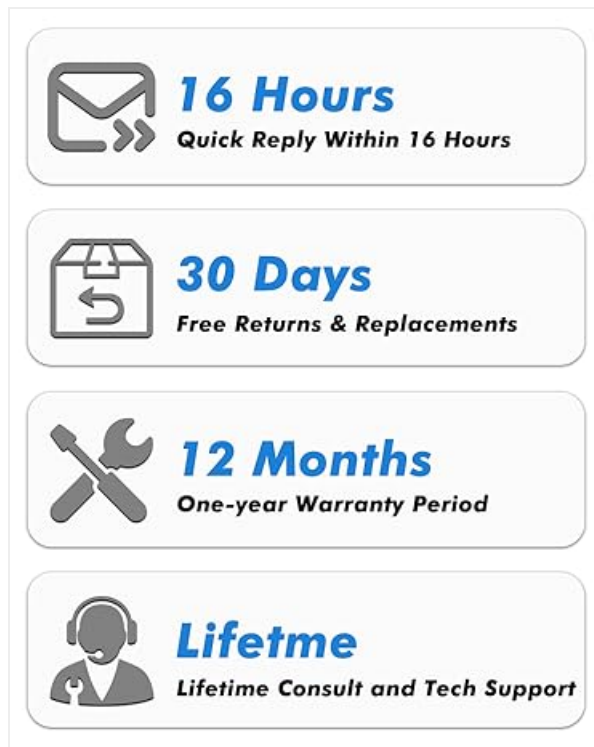 16 Hours
Quick Reply Within 16 Hours
30 Days
Free Returns & Replacements
12 Months
One-year Warranty Period
Lifetme
Lifetime Consult and Tech Support